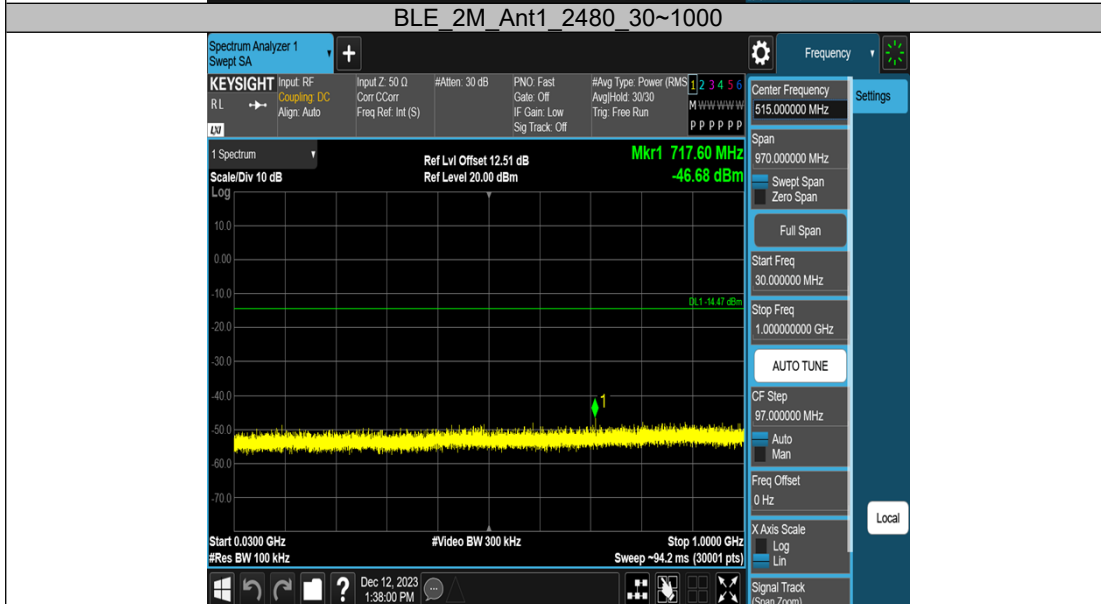 BLE_2M_Ant1_2480_30~1000
Spectrum Analyzer 1
Swept SA
+
Frequency
KEYSIGHT
RL
LXI
Input: RF
Coupling: DC
Align: Auto
Input Z: 50 Ω
Corr CCorr
Freq Ref: Int (S)
#Atten: 30 dB
PNO: Fast
Gate: Off
IF Gain: Low
Sig Track: Off
#Avg Type: Power (RMS
Avg|Hold: 30/30
Trig: Free Run
1 2 3 4 5 6
M W W W W W
P P P P P P
1 Spectrum
Scale/Div 10 dB
Log
Ref Lvl Offset 12.51 dB
Ref Level 20.00 dBm
Mkr1 717.60 MHz
-46.68 dBm
10.0
0.00
-10.0
DL1 -14.47 dBm
-20.0
-30.0
-40.0
1
-50.0
-60.0
-70.0
Start 0.0300 GHz
#Res BW 100 kHz
#Video BW 300 kHz
Stop 1.0000 GHz
Sweep ~94.2 ms (30001 pts)
?
Dec 12, 2023
1:38:00 PM
Center Frequency
515.000000 MHz
Span
970.000000 MHz
Swept Span
Zero Span
Full Span
Start Freq
30.000000 MHz
Stop Freq
1.000000000 GHz
AUTO TUNE
CF Step
97.000000 MHz
Auto
Man
Freq Offset
0 Hz
X Axis Scale
Log
Lin
Signal Track
(Span Zoom)
Settings
Local